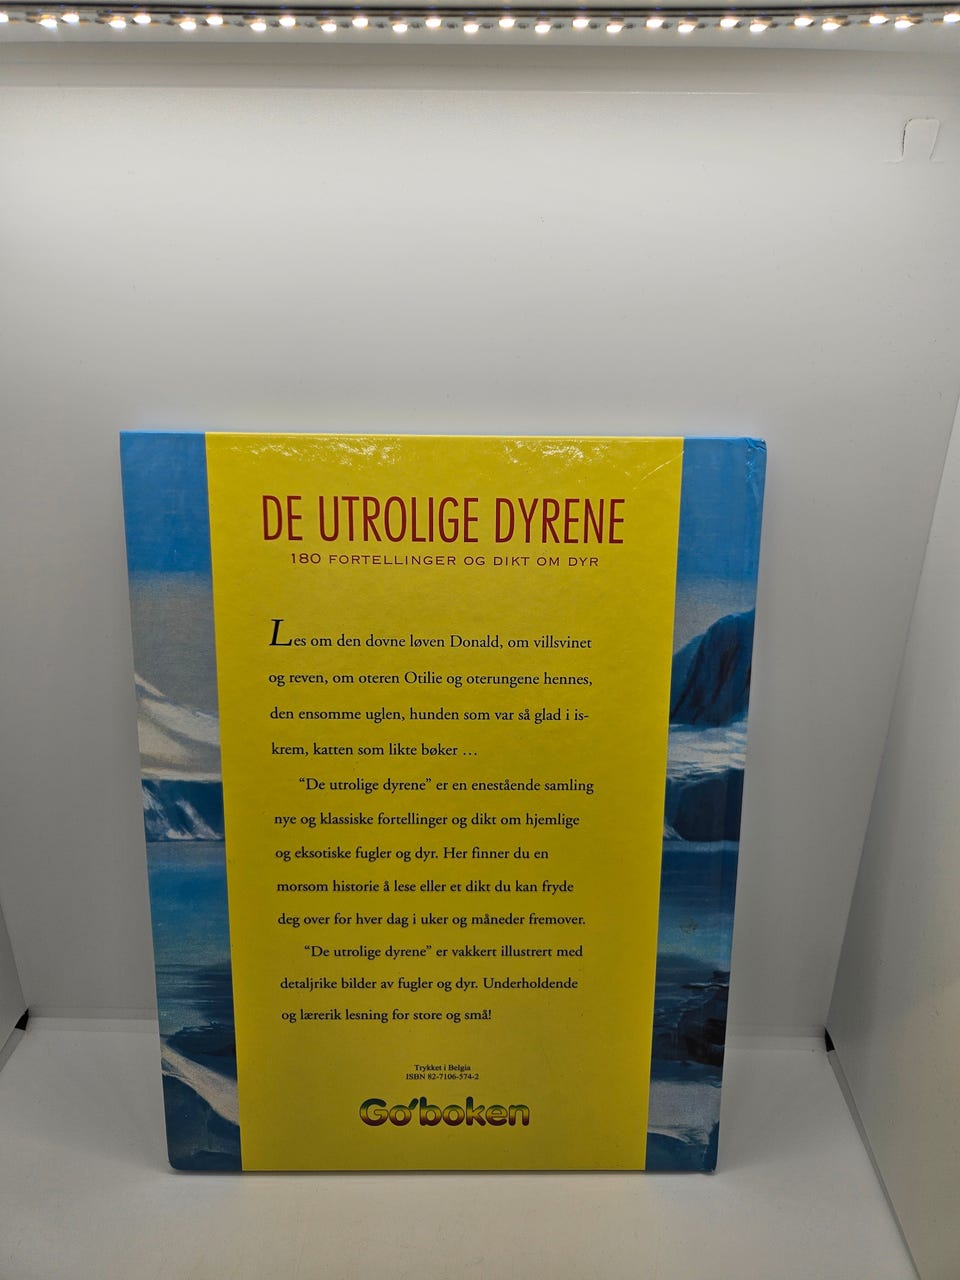 DE UTROLIGE DYRENE
180 FORTELLINGER OG DIKT OM DYR
Les om den dovne løven Donald, om villsvinet
og reven, om oteren Otilie og oterungene hennes,
den ensomme uglen, hunden som var så glad i is-
krem, katten som likte bøker ...
“De utrolige dyrene” er en enestående samling
nye og klassiske fortellinger og dikt om hjemlige
og eksotiske fugler og dyr. Her finner du en
morsom historie å lese eller et dikt du kan fryde
deg over for hver dag i uker og måneder fremover.
“De utrolige dyrene” er vakkert illustrert med
detaljrike bilder av fugler og dyr. Underholdende
og lærerik lesning for store og små!
Trykket i Belgia
ISBN 82-7106-574-2
Go'boken